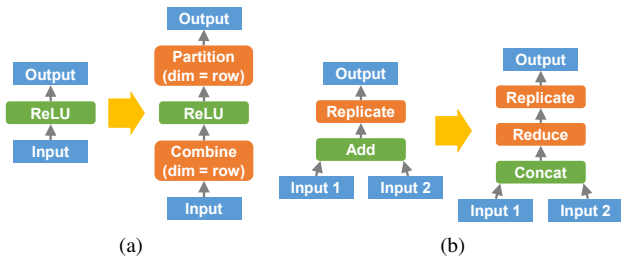 Output
ReLU
Input
Output
Partition
(dim = row)
ReLU
Combine
(dim = row)
Input
(a)
Output
Replicate
Add
Input 1 Input 2
Output
Replicate
Reduce
Concat
Input 1 Input 2
(b)